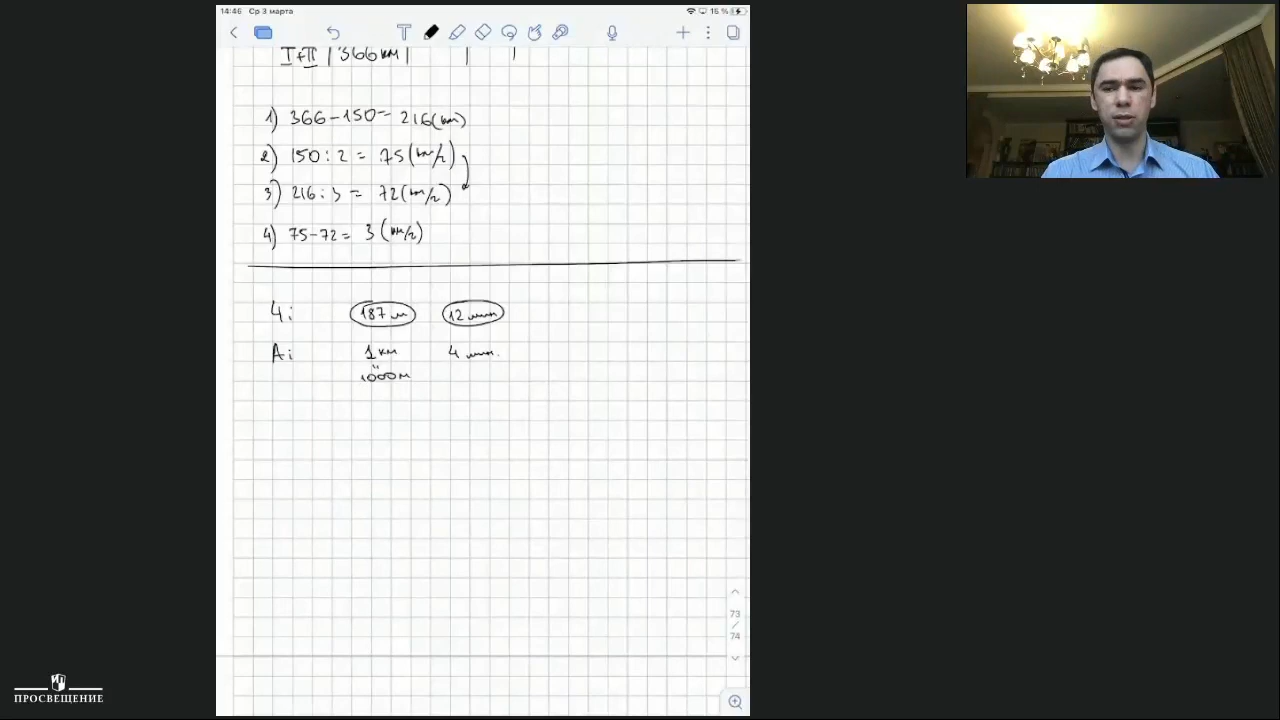 14:46 Ср 3 марта
15 %
I+II | 366 км |
1) 366 - 150 = 216 (км)
2) 150 : 2 = 75 (км/ч)
3) 216 : 3 = 72 (км/ч)
4) 75 - 72 = 3 (км/ч)
Ч: 187 м 12 мин
А: 1 км 4 мин.
1000 м
73
74
ПРОСВЕЩЕНИЕ